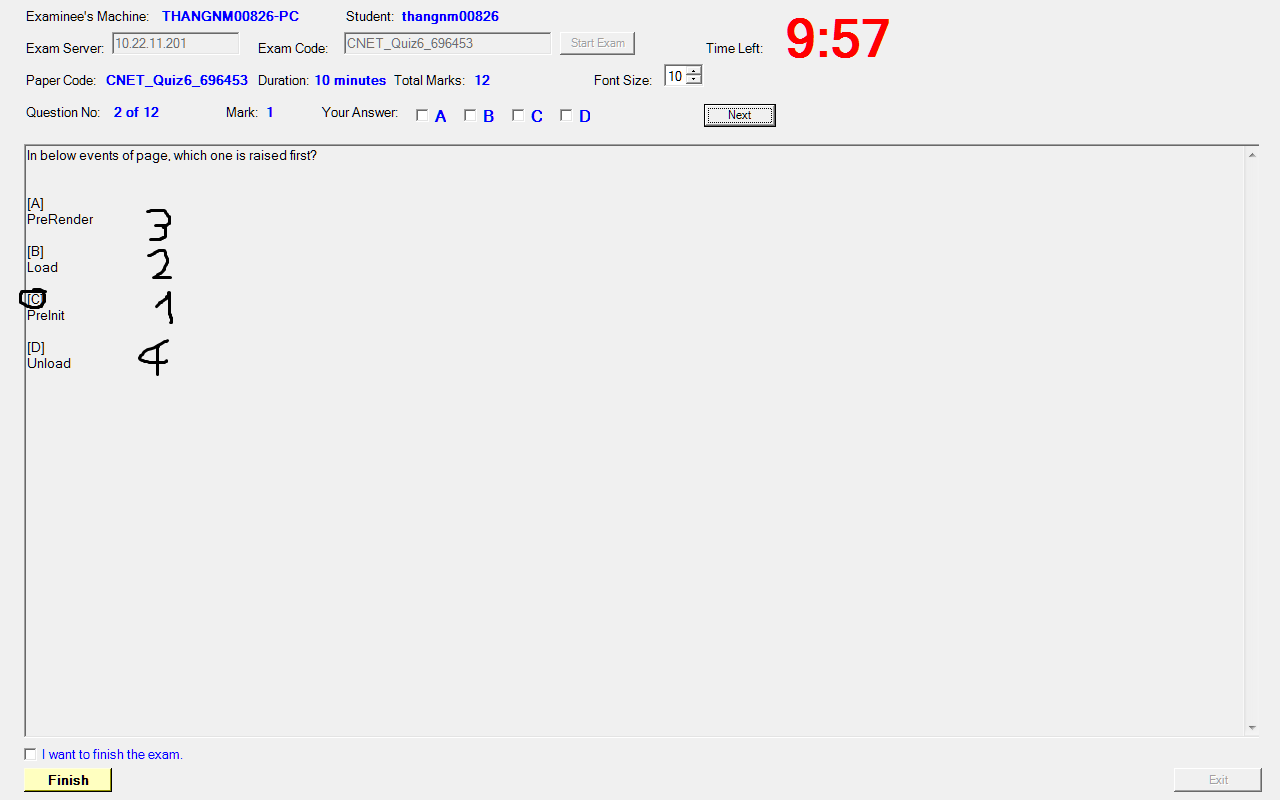 Examinee's Machine: THANGNM00826-PC Student: thangnm00826
Exam Server: 10.22.11.201 Exam Code: CNET_Quiz6_696453 Start Exam Time Left: 9:57
Paper Code: CNET_Quiz6_696453 Duration: 10 minutes Total Marks: 12 Font Size: 10
Question No: 2 of 12 Mark: 1 Your Answer: A B C D Next
In below events of page, which one is raised first?
[A]
PreRender 3
[B]
Load 2
[C]
PreInit 1
[D]
Unload 4
I want to finish the exam.
Finish Exit